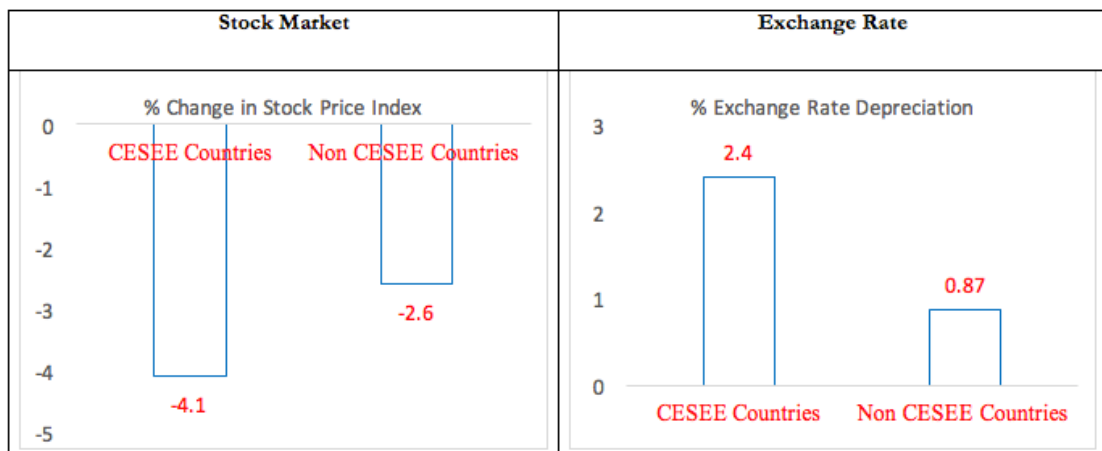 Stock Market
Exchange Rate
% Change in Stock Price Index
0
CESEE Countries
Non CESEE Countries
-1
-2
-3
-2.6
-4
-4.1
-5
% Exchange Rate Depreciation
3
2.4
2
0.87
1
0
CESEE Countries
Non CESEE Countries